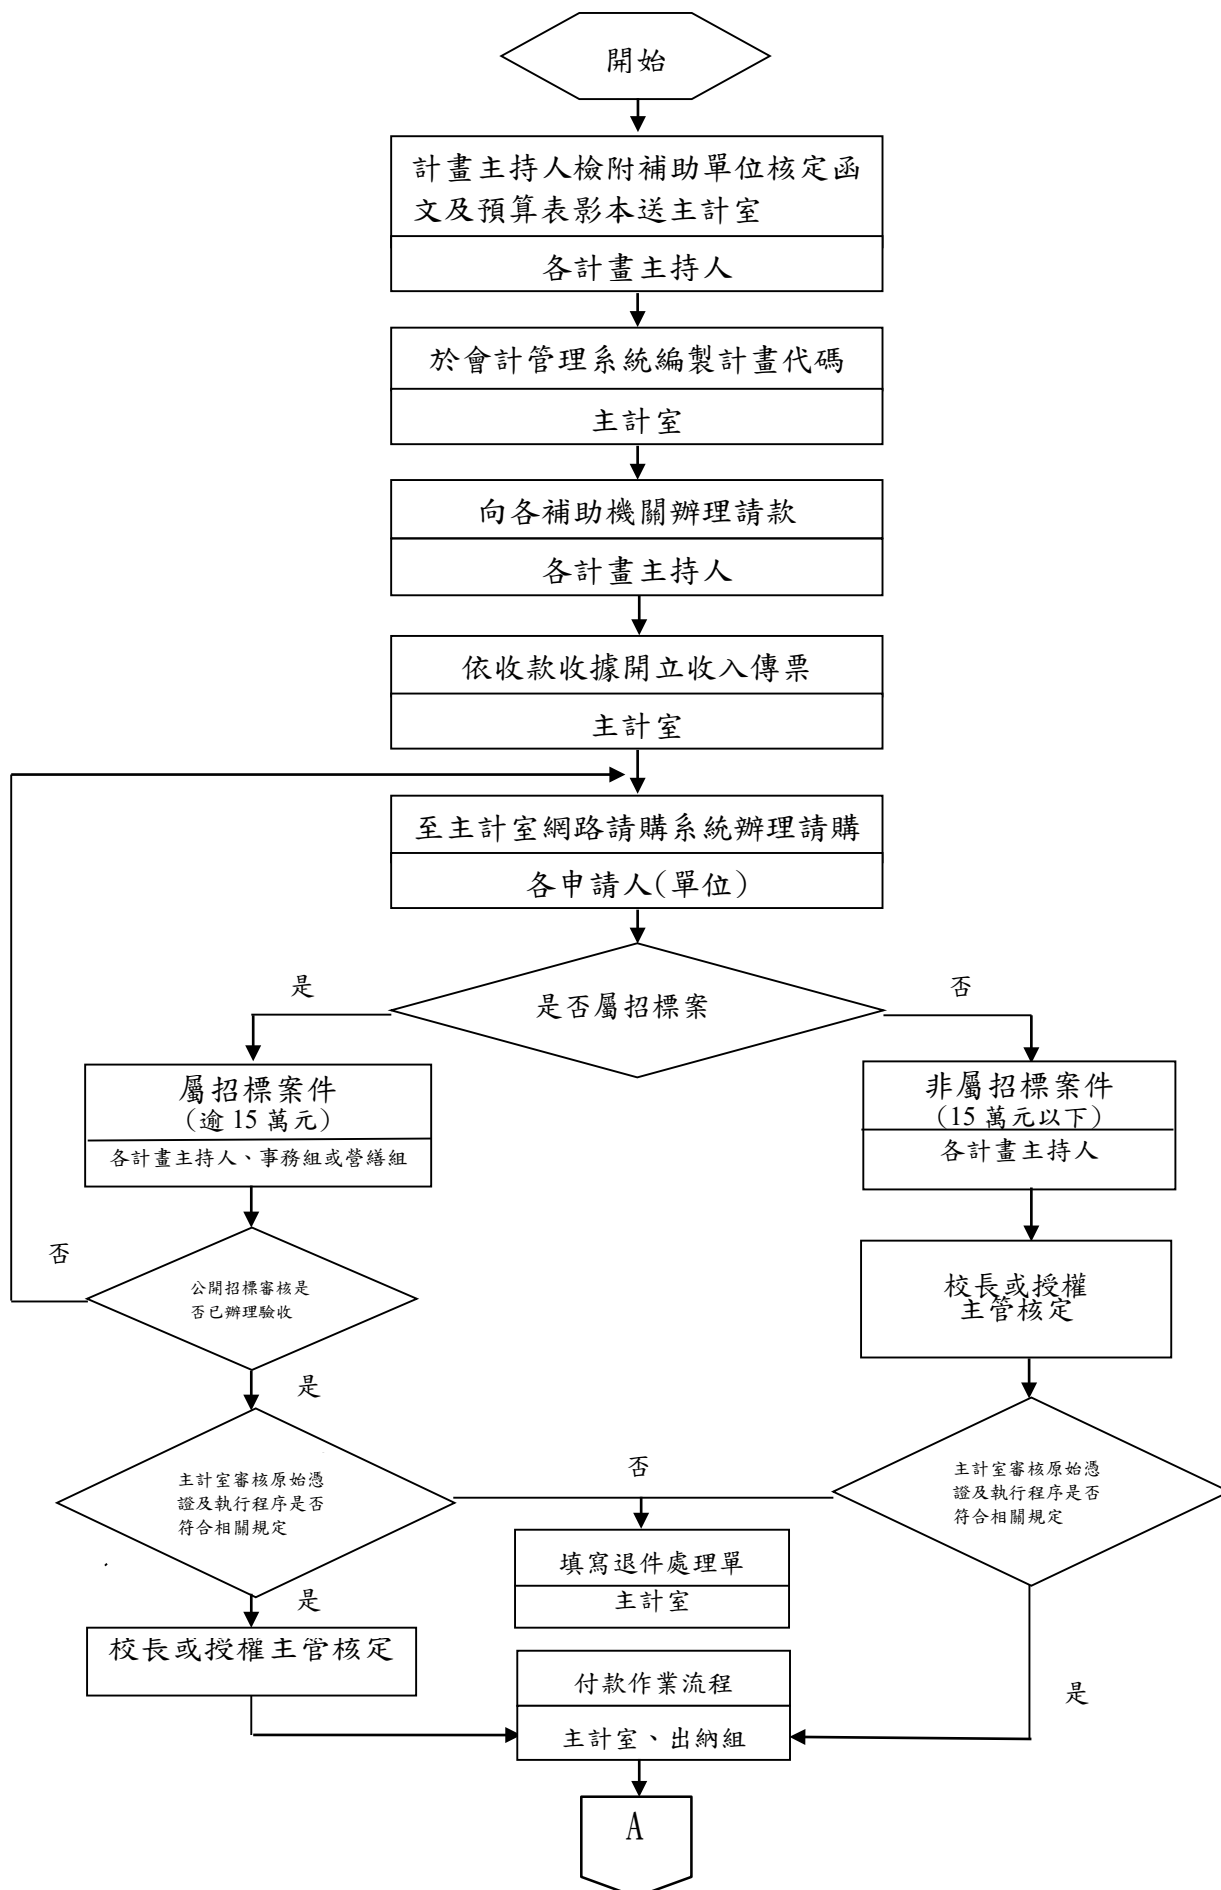 開始
計畫主持人檢附補助單位核定函
文及預算表影本送主計室
各計畫主持人
於會計管理系統編製計畫代碼
主計室
向各補助機關辦理請款
各計畫主持人
依收款收據開立收入傳票
主計室
至主計室網路請購系統辦理請購
各申請人(單位)
是否屬招標案
是
否
屬招標案件
(逾 15 萬元)
各計畫主持人、事務組或營繕組
非屬招標案件
(15 萬元以下)
各計畫主持人
否
公開招標審核是
否已辦理驗收
是
校長或授權
主管核定
主計室審核原始憑
證及執行程序是否
符合相關規定
否
主計室審核原始憑
證及執行程序是否
符合相關規定
填寫退件處理單
主計室
是
校長或授權主管核定
付款作業流程
主計室、出納組
是
A